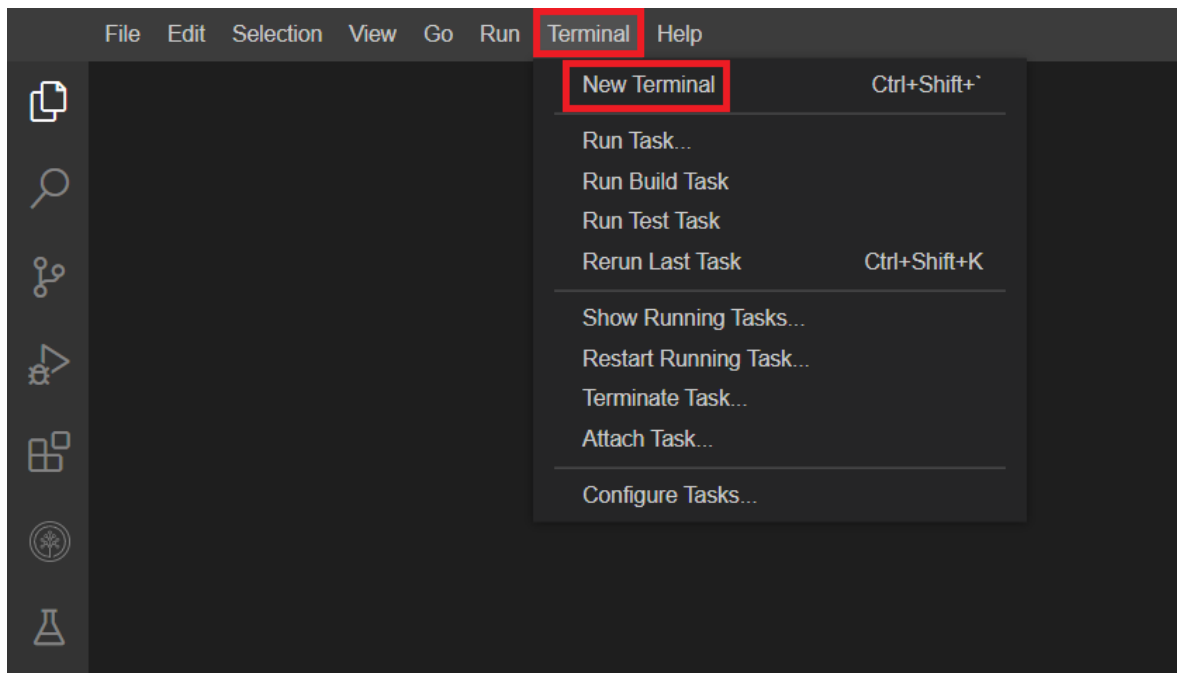 File Edit Selection View Go Run Terminal Help
New Terminal Ctrl+Shift+`
Run Task...
Run Build Task
Run Test Task
Rerun Last Task Ctrl+Shift+K
Show Running Tasks...
Restart Running Task...
Terminate Task...
Attach Task...
Configure Tasks...